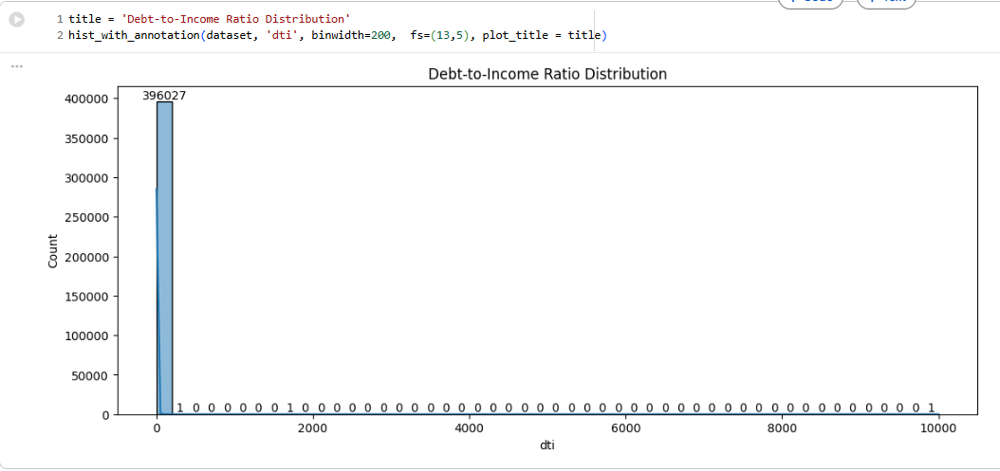 1 title = 'Debt-to-Income Ratio Distribution'
2 hist_with_annotation(dataset, 'dti', binwidth=200,  fs=(13,5), plot_title = title)
Debt-to-Income Ratio Distribution
396027
400000
350000
300000
250000
200000
150000
100000
50000
0
Count
1 0 0 0 0 0 0 1 0 0 0 0 0 0 0 0 0 0 0 0 0 0 0 0 0 0 0 0 0 0 0 0 0 0 0 0 0 0 0 0 0 0 0 0 0 0 0 0 1
0 2000 4000 6000 8000 10000
dti